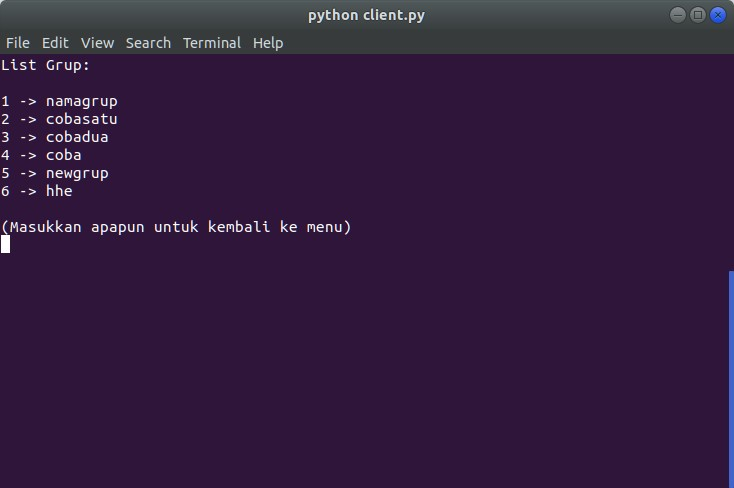 python client.py
File Edit View Search Terminal Help
List Grup:
1 -> namagrup
2 -> cobasatu
3 -> cobadua
4 -> coba
5 -> newgrup
6 -> hhe
(Masukkan apapun untuk kembali ke menu)